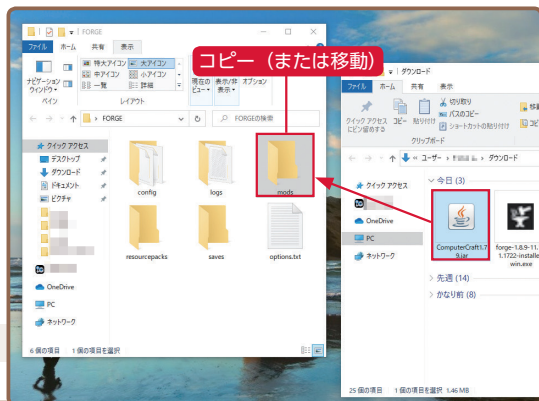 FORGE
ファイル ホーム 共有 表示
ナビゲーション ウィンドウ
特大アイコン 大アイコン
中アイコン 小アイコン
一覧 詳細
現在の ビュー 表示/非 表示 オプション
ペイン レイアウト
コピー(または移動)
FORGE FORGEの検索
クイック アクセス
デスクトップ
ダウンロード
ドキュメント
ピクチャ
OneDrive
PC
ネットワーク
config logs mods
resourcepacks saves options.txt
6 個の項目 1 個の項目を選択
ダウンロード
ファイル ホーム 共有 表示
クイック アクセス にピン留めする
コピー 貼り付け
切り取り
パスのコピー
ショートカットの貼り付け
クリップボード
ユーザー ダウンロード
クイック アクセス
OneDrive
PC
ネットワーク
今日 (3)
ComputerCraft1.7
9.jar
forge-1.8.9-11.
1.1722-installe
win.exe
先週 (14)
かなり前 (8)
25 個の項目 1 個の項目を選択 1.46 MB